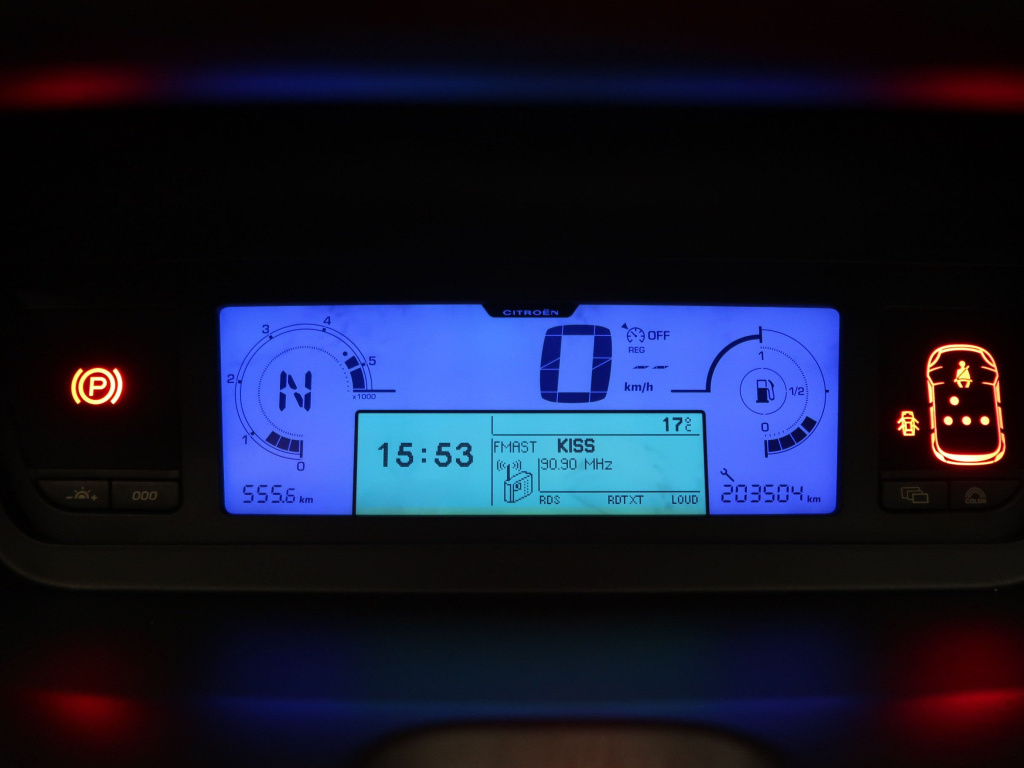 CITROËN
4
3
5
2
x1000
1
0
N
0
OFF
REG
-- --
km/h
1
1/2
0
P
17°C
15:53
FMAST KISS
90.90 MHz
RDS RDTXT LOUD
555.6 km
203504 km
- +
000
COLOR